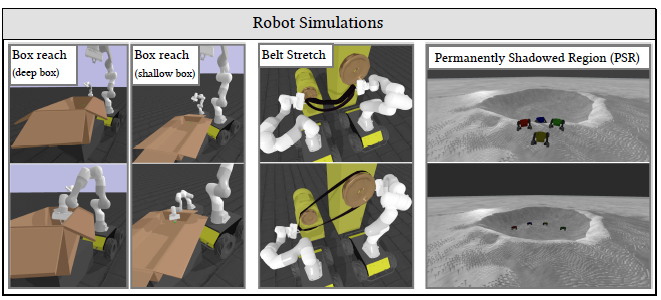 Robot Simulations
Box reach
(deep box)
Box reach
(shallow box)
Belt Stretch
Permanently Shadowed Region (PSR)